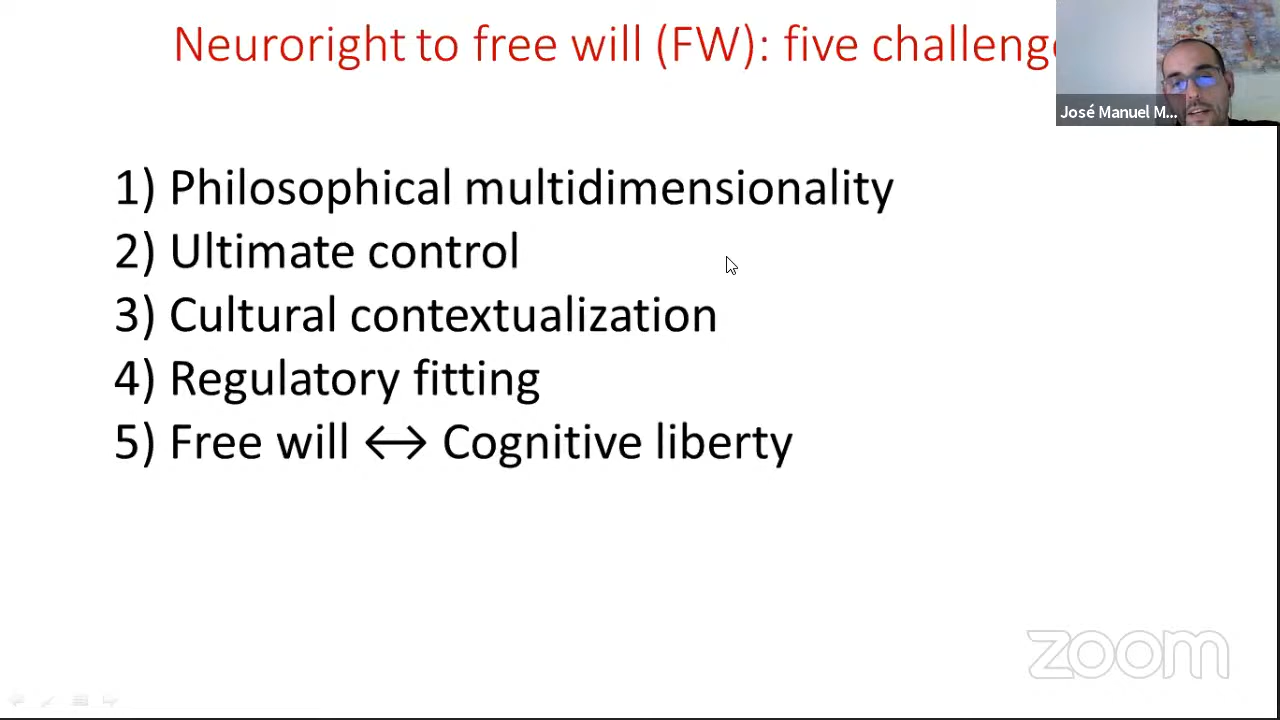 Neuroright to free will (FW): five challenge
José Manuel M...
1) Philosophical multidimensionality
2) Ultimate control
3) Cultural contextualization
4) Regulatory fitting
5) Free will ↔ Cognitive liberty
zoom